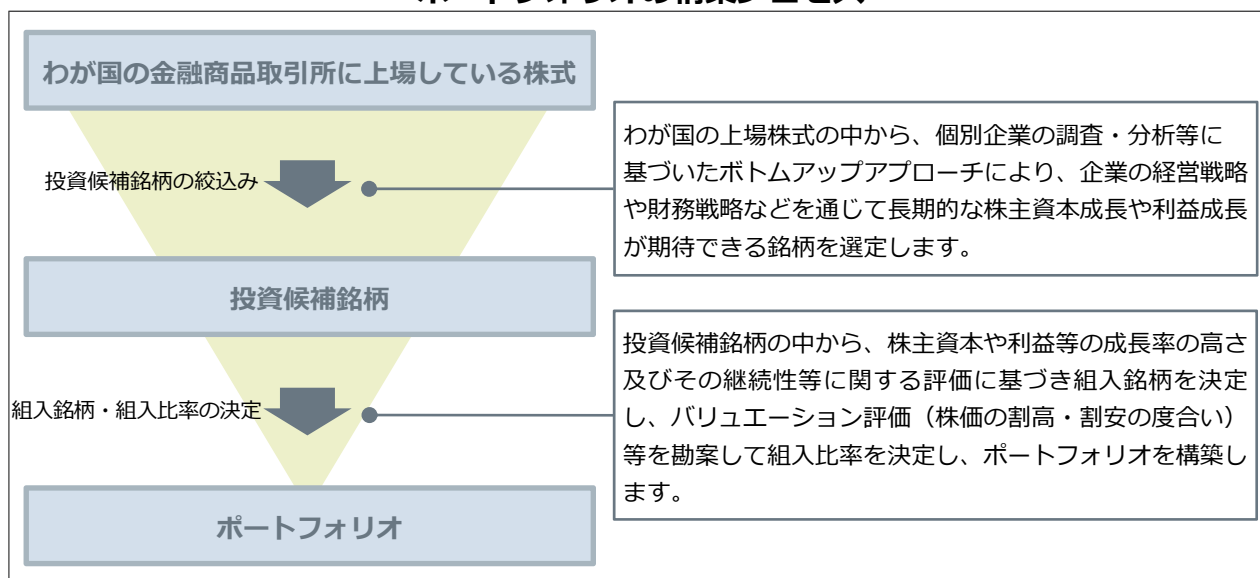 わが国の金融商品取引所に上場している株式
投資候補銘柄の絞込み
わが国の上場株式の中から、個別企業の調査・分析等に
基づいたボトムアップアプローチにより、企業の経営戦略
や財務戦略などを通じて長期的な株主資本成長や利益成長
が期待できる銘柄を選定します。
投資候補銘柄
組入銘柄・組入比率の決定
投資候補銘柄の中から、株主資本や利益等の成長率の高さ
及びその継続性等に関する評価に基づき組入銘柄を決定
し、バリュエーション評価（株価の割高・割安の度合い）
等を勘案して組入比率を決定し、ポートフォリオを構築し
ます。
ポートフォリオ